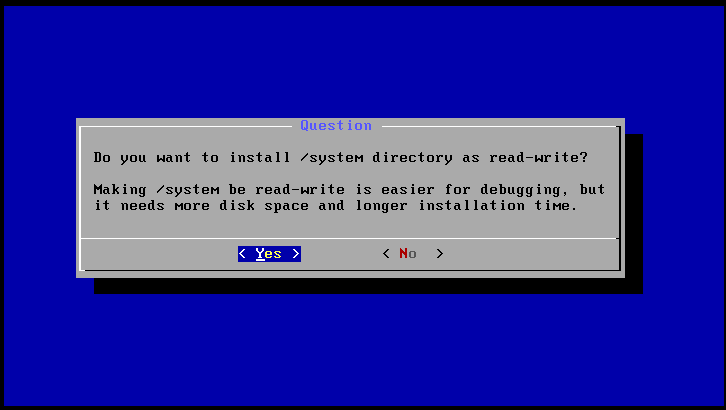 Question
Do you want to install /system directory as read-write?
Making /system be read-write is easier for debugging, but
it needs more disk space and longer installation time.
< Yes > < No >